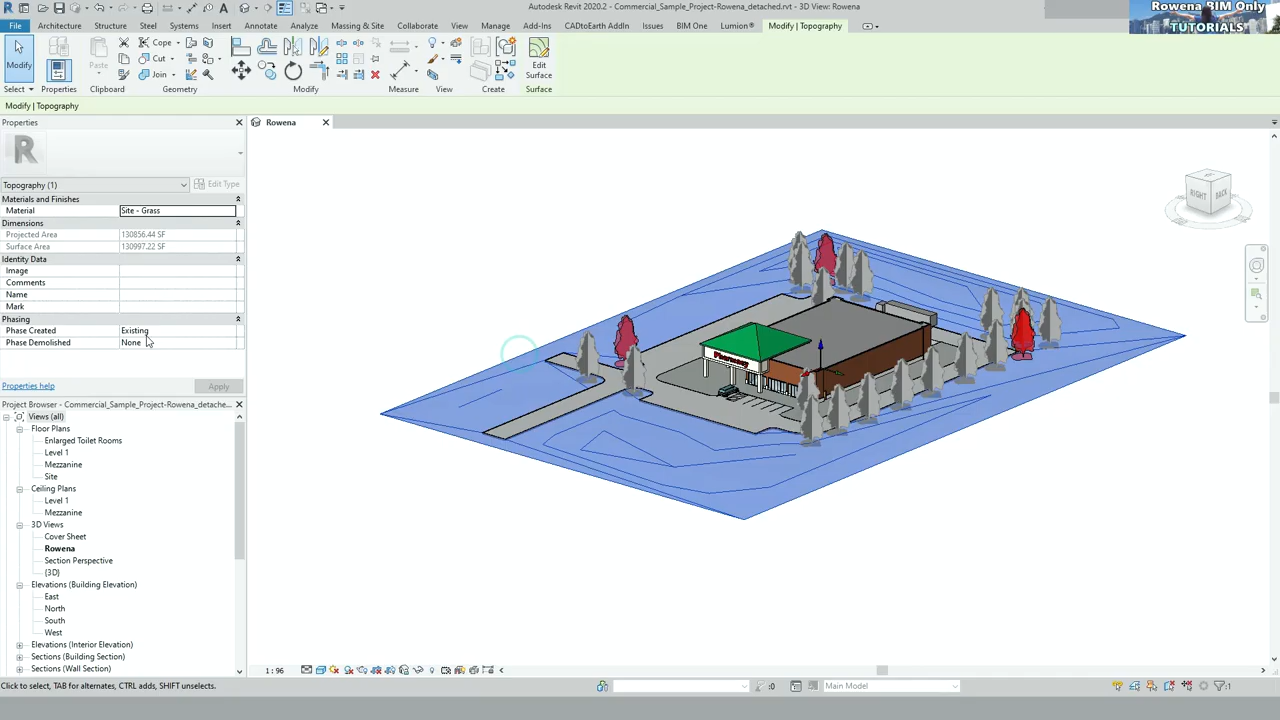 Autodesk Revit 2020.2 - Commercial_Sample_Project-Rowena_detached.rvt - 3D View: Rowena
Rowena BIM Only
TUTORIALS
File Architecture Structure Steel Systems Insert Annotate Analyze Massing & Site Collaborate View Manage Add-Ins CADtoEarth AddIn Issues BIM One Lumion® Modify | Topography
Modify Paste Cope Cut Join Edit Surface
Select Properties Clipboard Geometry Modify Measure View Create Surface
Modify | Topography
Properties
Rowena
Topography (1) Edit Type
Materials and Finishes
Material Site - Grass
Dimensions
Projected Area 130856.44 SF
Surface Area 130997.22 SF
Identity Data
Image
Comments
Name
Mark
Phasing
Phase Created Existing
Phase Demolished None
Properties help Apply
Project Browser - Commercial_Sample_Project-Rowena_detache...
Views (all)
Floor Plans
Enlarged Toilet Rooms
Level 1
Mezzanine
Site
Ceiling Plans
Level 1
Mezzanine
3D Views
Cover Sheet
Rowena
Section Perspective
{3D}
Elevations (Building Elevation)
East
North
South
West
Elevations (Interior Elevation)
Sections (Building Section)
Sections (Wall Section)
RIGHT BACK
Pharmacy
1 : 96
Click to select, TAB for alternates, CTRL adds, SHIFT unselects.
:0
Main Model
:1